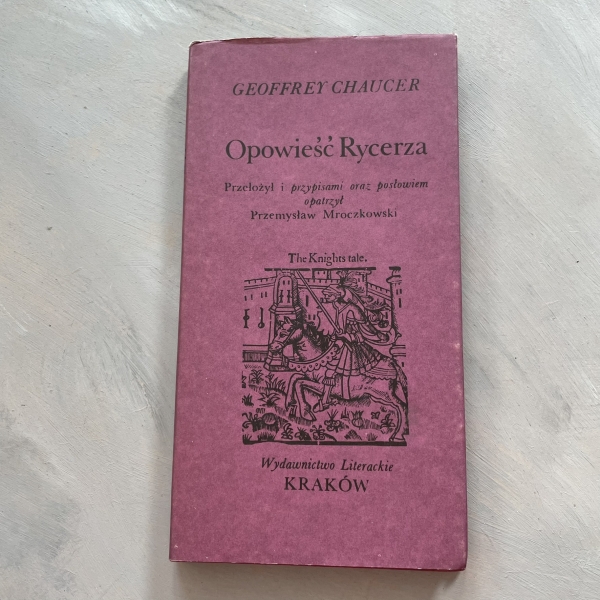 GEOFFREY CHAUCER
Opowieść Rycerza
Przełożył i przypisami oraz posłowiem
opatrzył
Przemysław Mroczkowski
The Knights tale.
Wydawnictwo Literackie
KRAKÓW